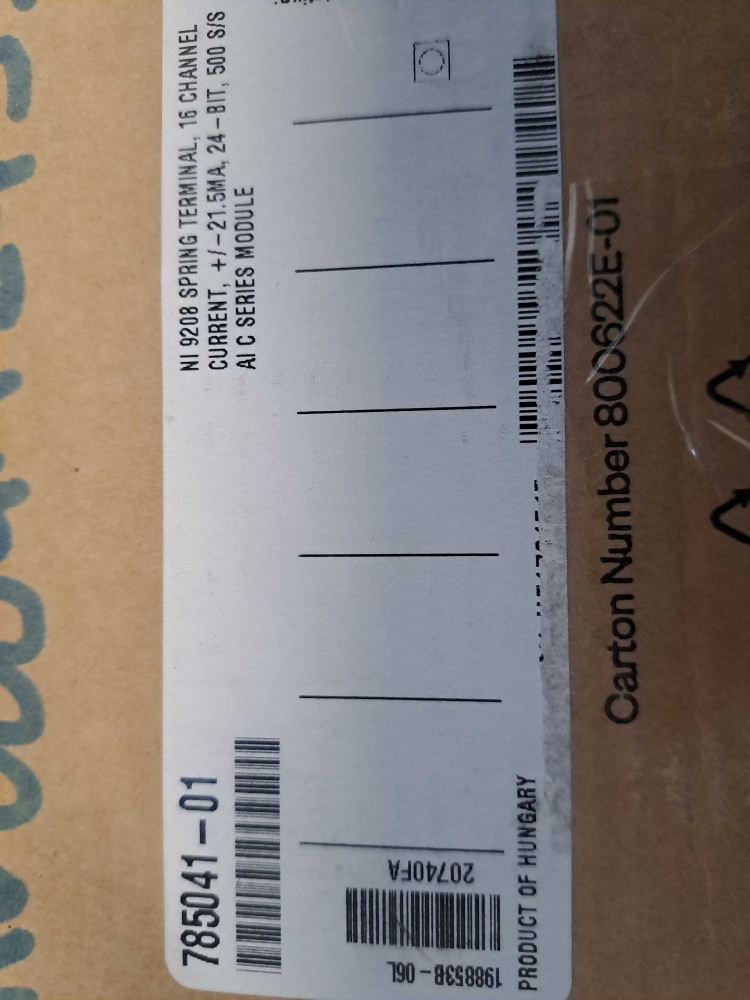 785041-01
NI 9208 SPRING TERMINAL, 16 CHANNEL
CURRENT, +/-21.5MA, 24-BIT, 500 S/S
AI C SERIES MODULE
198853B-06L
20740FA
PRODUCT OF HUNGARY
Carton Number 800622E-01